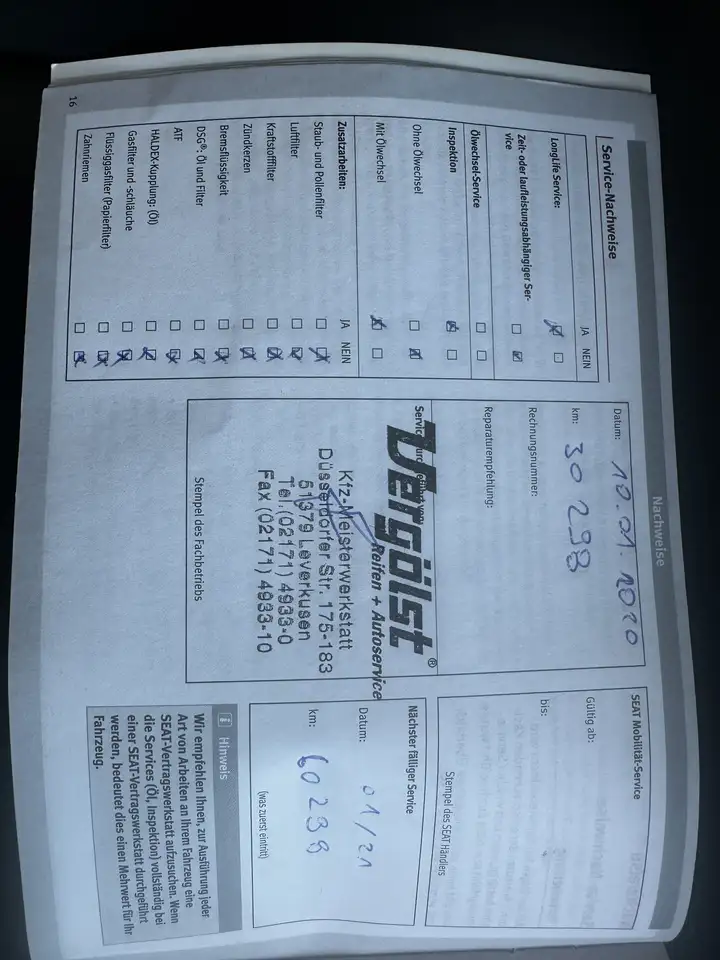 Nachweise
Service-Nachweise
JA NEIN
LongLife Service:
Zeit- oder laufleistungsabhängiger Ser-
vice
Ölwechsel-Service
Inspektion
Ohne Ölwechsel
Mit Ölwechsel
Zusatzarbeiten: JA NEIN
Staub- und Pollenfilter
Luftfilter
Kraftstofffilter
Zündkerzen
Bremsflüssigkeit
DSG®: Öl und Filter
ATF
HALDEX-Kupplung: (Öl)
Gasfilter und -schläuche
Flüssiggasfilter (Papierfilter)
Zahnriemen
16
Datum: 10.01.2020
km: 30 298
Rechnungsnummer:
Reparaturempfehlung:
Vergölst®
Reifen + Autoservice
Kfz-Meisterwerkstatt
Düsseldorfer Str. 175-183
51379 Leverkusen
Tel.(02171) 4933-0
Fax (02171) 4933-10
Stempel des Fachbetriebs
SEAT Mobilität-Service
Gültig ab:
bis:
Stempel des SEAT Händlers
Nächster fälliger Service
Datum: 01/21
km: 60298
(was zuerst eintrifft)
i Hinweis
Wir empfehlen Ihnen, zur Ausführung jeder
Art von Arbeiten an Ihrem Fahrzeug eine
SEAT-Vertragswerkstatt aufzusuchen. Wenn
die Services (Öl, Inspektion) vollständig bei
einer SEAT-Vertragswerkstatt durchgeführt
werden, bedeutet dies einen Mehrwert für Ihr
Fahrzeug.